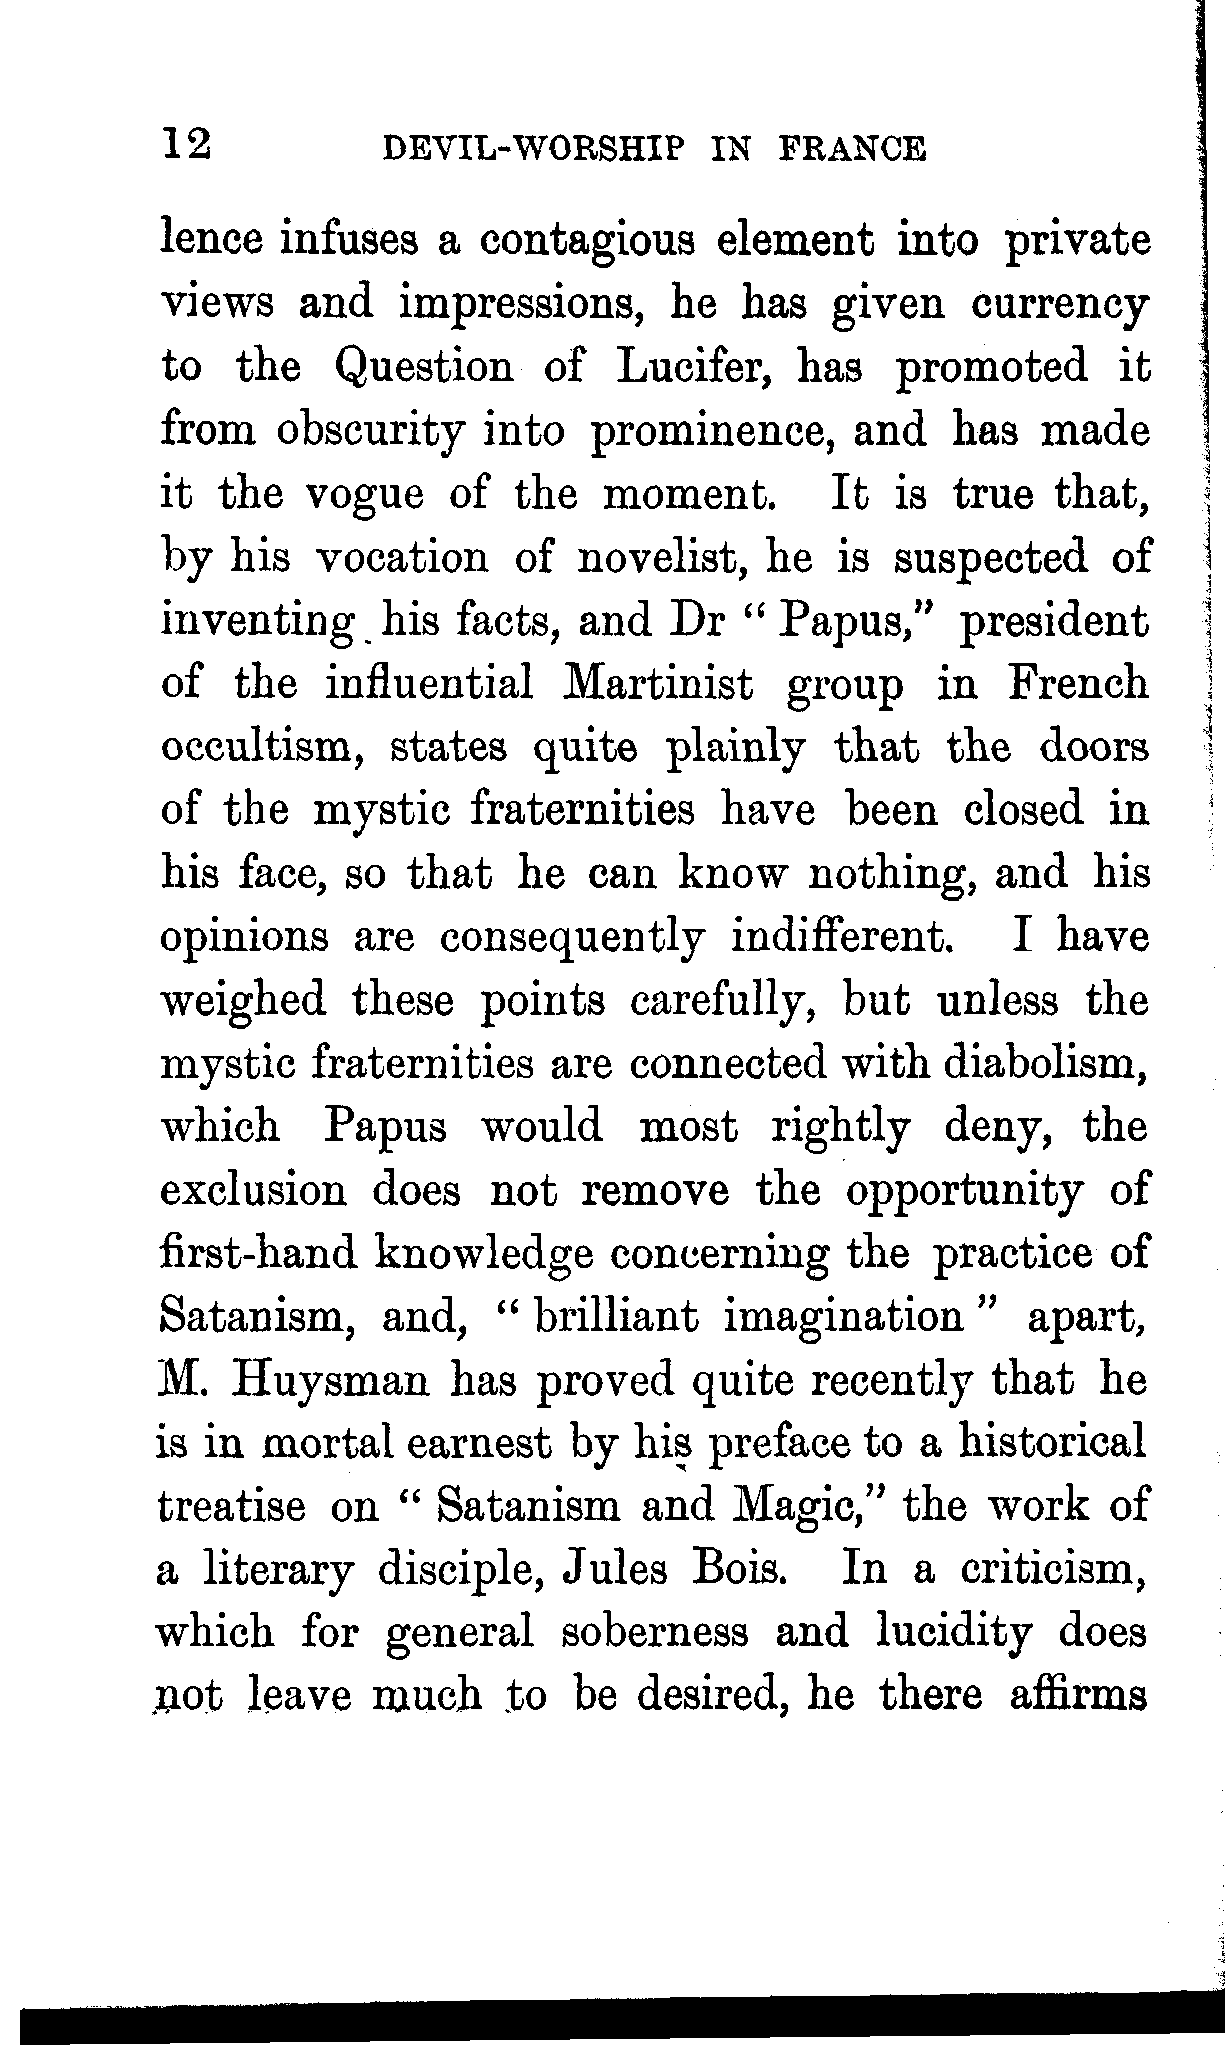 12 DEVIL-WORSHIP IN FRANCE
lence infuses a contagious element into private
views and impressions, he has given currency
to the Question of Lucifer, has promoted it
from obscurity into prominence, and has made
it the vogue of the moment. It is true that,
by his vocation of novelist, he is suspected of
inventing his facts, and Dr “ Papus,” president
of the influential Martinist group in French
occultism, states quite plainly that the doors
of the mystic fraternities have been closed in
his face, so that he can know nothing, and his
opinions are consequently indifferent. I have
weighed these points carefully, but unless the
mystic fraternities are connected with diabolism,
which Papus would most rightly deny, the
exclusion does not remove the opportunity of
first-hand knowledge concerning the practice of
Satanism, and, “ brilliant imagination ” apart,
M. Huysman has proved quite recently that he
is in mortal earnest by his preface to a historical
treatise on “ Satanism and Magic,” the work of
a literary disciple, Jules Bois. In a criticism,
which for general soberness and lucidity does
not leave much to be desired, he there affirms